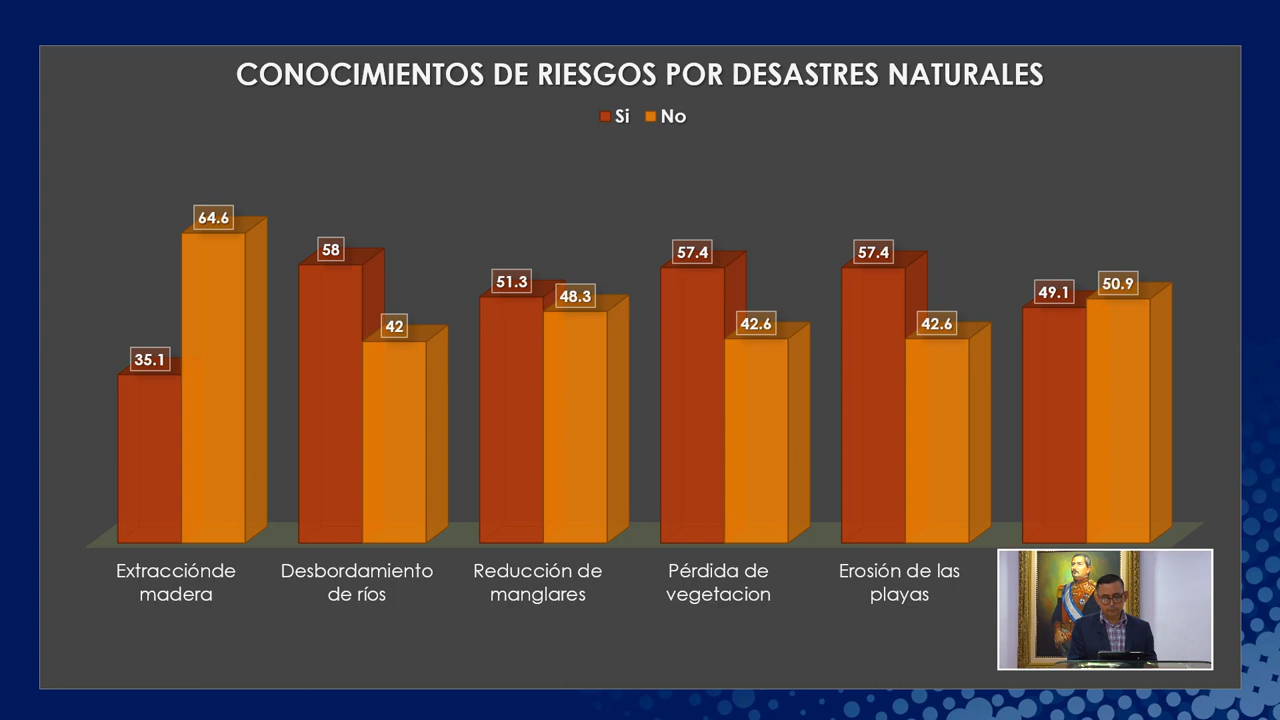 CONOCIMIENTOS DE RIESGOS POR DESASTRES NATURALES
Si No
64.6
58
57.4
57.4
51.3
48.3
49.1
50.9
35.1
42
42.6
42.6
Extracciónde
madera
Desbordamiento
de ríos
Reducción de
manglares
Pérdida de
vegetacion
Erosión de las
playas